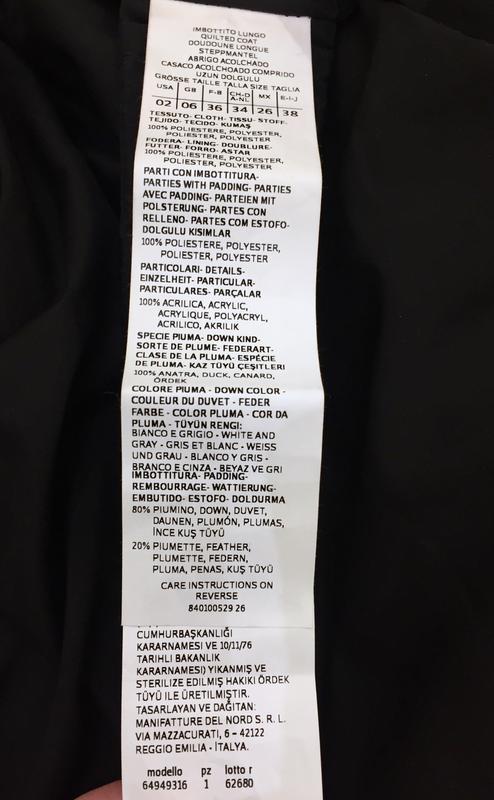 IMBOTTITO LUNGO
QUILTED COAT
DOUDOUNE LONGUE
STEPPMANTEL
ABRIGO ACOLCHADO
CASACO ACOLCHOADO COMPRIDO
UZUN DOLGULU
GRÖSSE TAILLE TALLA SIZE TAGLIA
USA GB F-B CH-D A-NL MX E-I-J
02 06 36 34 26 38
TESSUTO- CLOTH- TISSU- STOFF-
TEJIDO- TECIDO- KUMAŞ
100% POLIESTERE, POLYESTER,
POLIESTER, POLYESTER
FODERA- LINING- DOUBLURE-
FUTTER- FORRO- ASTAR
100% POLIESTERE, POLYESTER,
POLIESTER, POLYESTER
PARTI CON IMBOTTITURA-
PARTIES WITH PADDING- PARTIES
AVEC PADDING- PARTEIEN MIT
POLSTERUNG- PARTES CON
RELLENO- PARTES COM ESTOFO-
DOLGULU KISIMLAR
100% POLIESTERE, POLYESTER,
POLIESTER, POLYESTER
PARTICOLARI- DETAILS-
EINZELHEIT- PARTICULAR-
PARTICULARES- PARÇALAR
100% ACRILICA, ACRYLIC,
ACRYLIQUE, POLYACRYL,
ACRILICO, AKRILIK
SPECIE PIUMA- DOWN KIND-
SORTE DE PLUME- FEDERART-
CLASE DE LA PLUMA- ESPÉCIE
DE PLUMA- KAZ TÜYÜ ÇEŞITLERI
100% ANATRA, DUCK, CANARD,
ÖRDEK
COLORE PIUMA - DOWN COLOR -
COULEUR DU DUVET - FEDER
FARBE - COLOR PLUMA - COR DA
PLUMA - TÜYÜN RENGI:
BIANCO E GRIGIO - WHITE AND
GRAY - GRIS ET BLANC - WEISS
UND GRAU - BLANCO Y GRIS -
BRANCO E CINZA - BEYAZ VE GRI
IMBOTTITURA- PADDING-
REMBOURRAGE- WATTIERUNG-
EMBUTIDO- ESTOFO- DOLDURMA
80% PIUMINO, DOWN, DUVET,
DAUNEN, PLUMÓN, PLUMAS,
İNCE KUŞ TÜYÜ
20% PIUMETTE, FEATHER,
PLUMETTE, FEDERN,
PLUMA, PENAS, KUŞ TÜYÜ
CARE INSTRUCTIONS ON
REVERSE
840100529 26
CUMHURBAŞKANLIĞI
KARARNAMESI VE 10/11/76
TARIHLI BAKANLIK
KARARNAMESI) YIKANMIŞ VE
STERILIZE EDILMIŞ HAKIKI ÖRDEK
TÜYÜ ILE ÜRETILMIŞTIR.
TASARLAYAN VE DAĞITAN:
MANIFATTURE DEL NORD S. R. L.
VIA MAZZACURATI, 6 - 42122
REGGIO EMILIA - İTALYA.
modello pz lotto r
64949316 1 62680